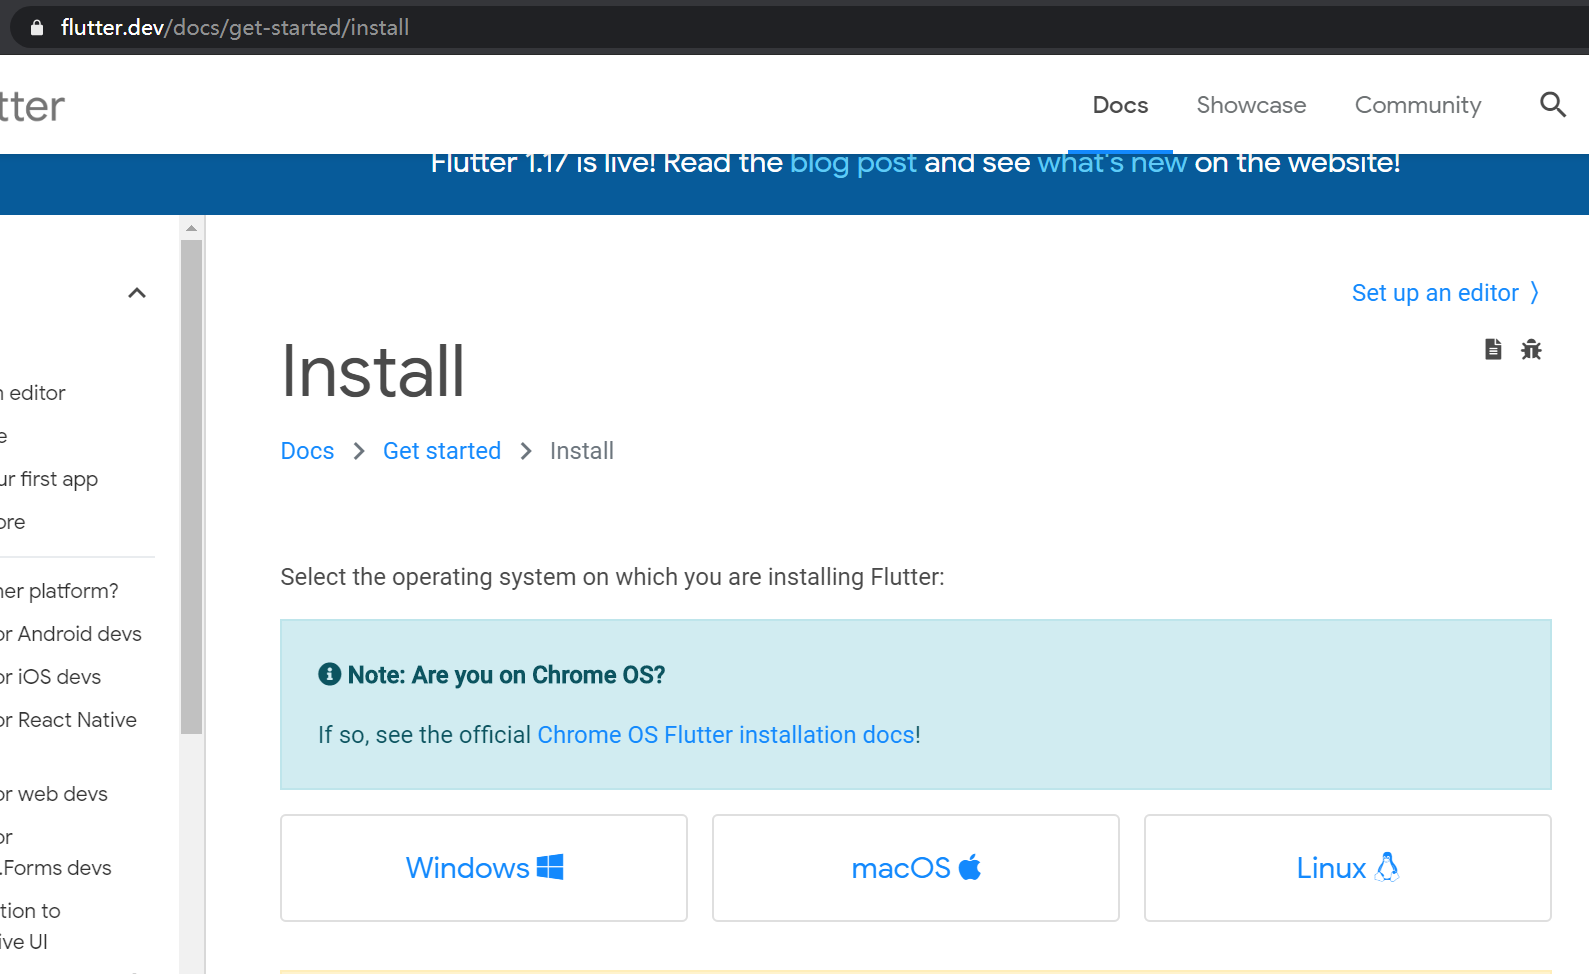 flutter.dev/docs/get-started/install
tter
Docs
Showcase
Community
Flutter 1.17 is live! Read the blog post and see what's new on the website!
Set up an editor
Install
Docs > Get started > Install
Select the operating system on which you are installing Flutter:
Note: Are you on Chrome OS?
If so, see the official Chrome OS Flutter installation docs!
Windows
macOS
Linux
editor
e
ur first app
ore
her platform?
or Android devs
or iOS devs
or React Native
or web devs
or
.Forms devs
tion to
ive UI